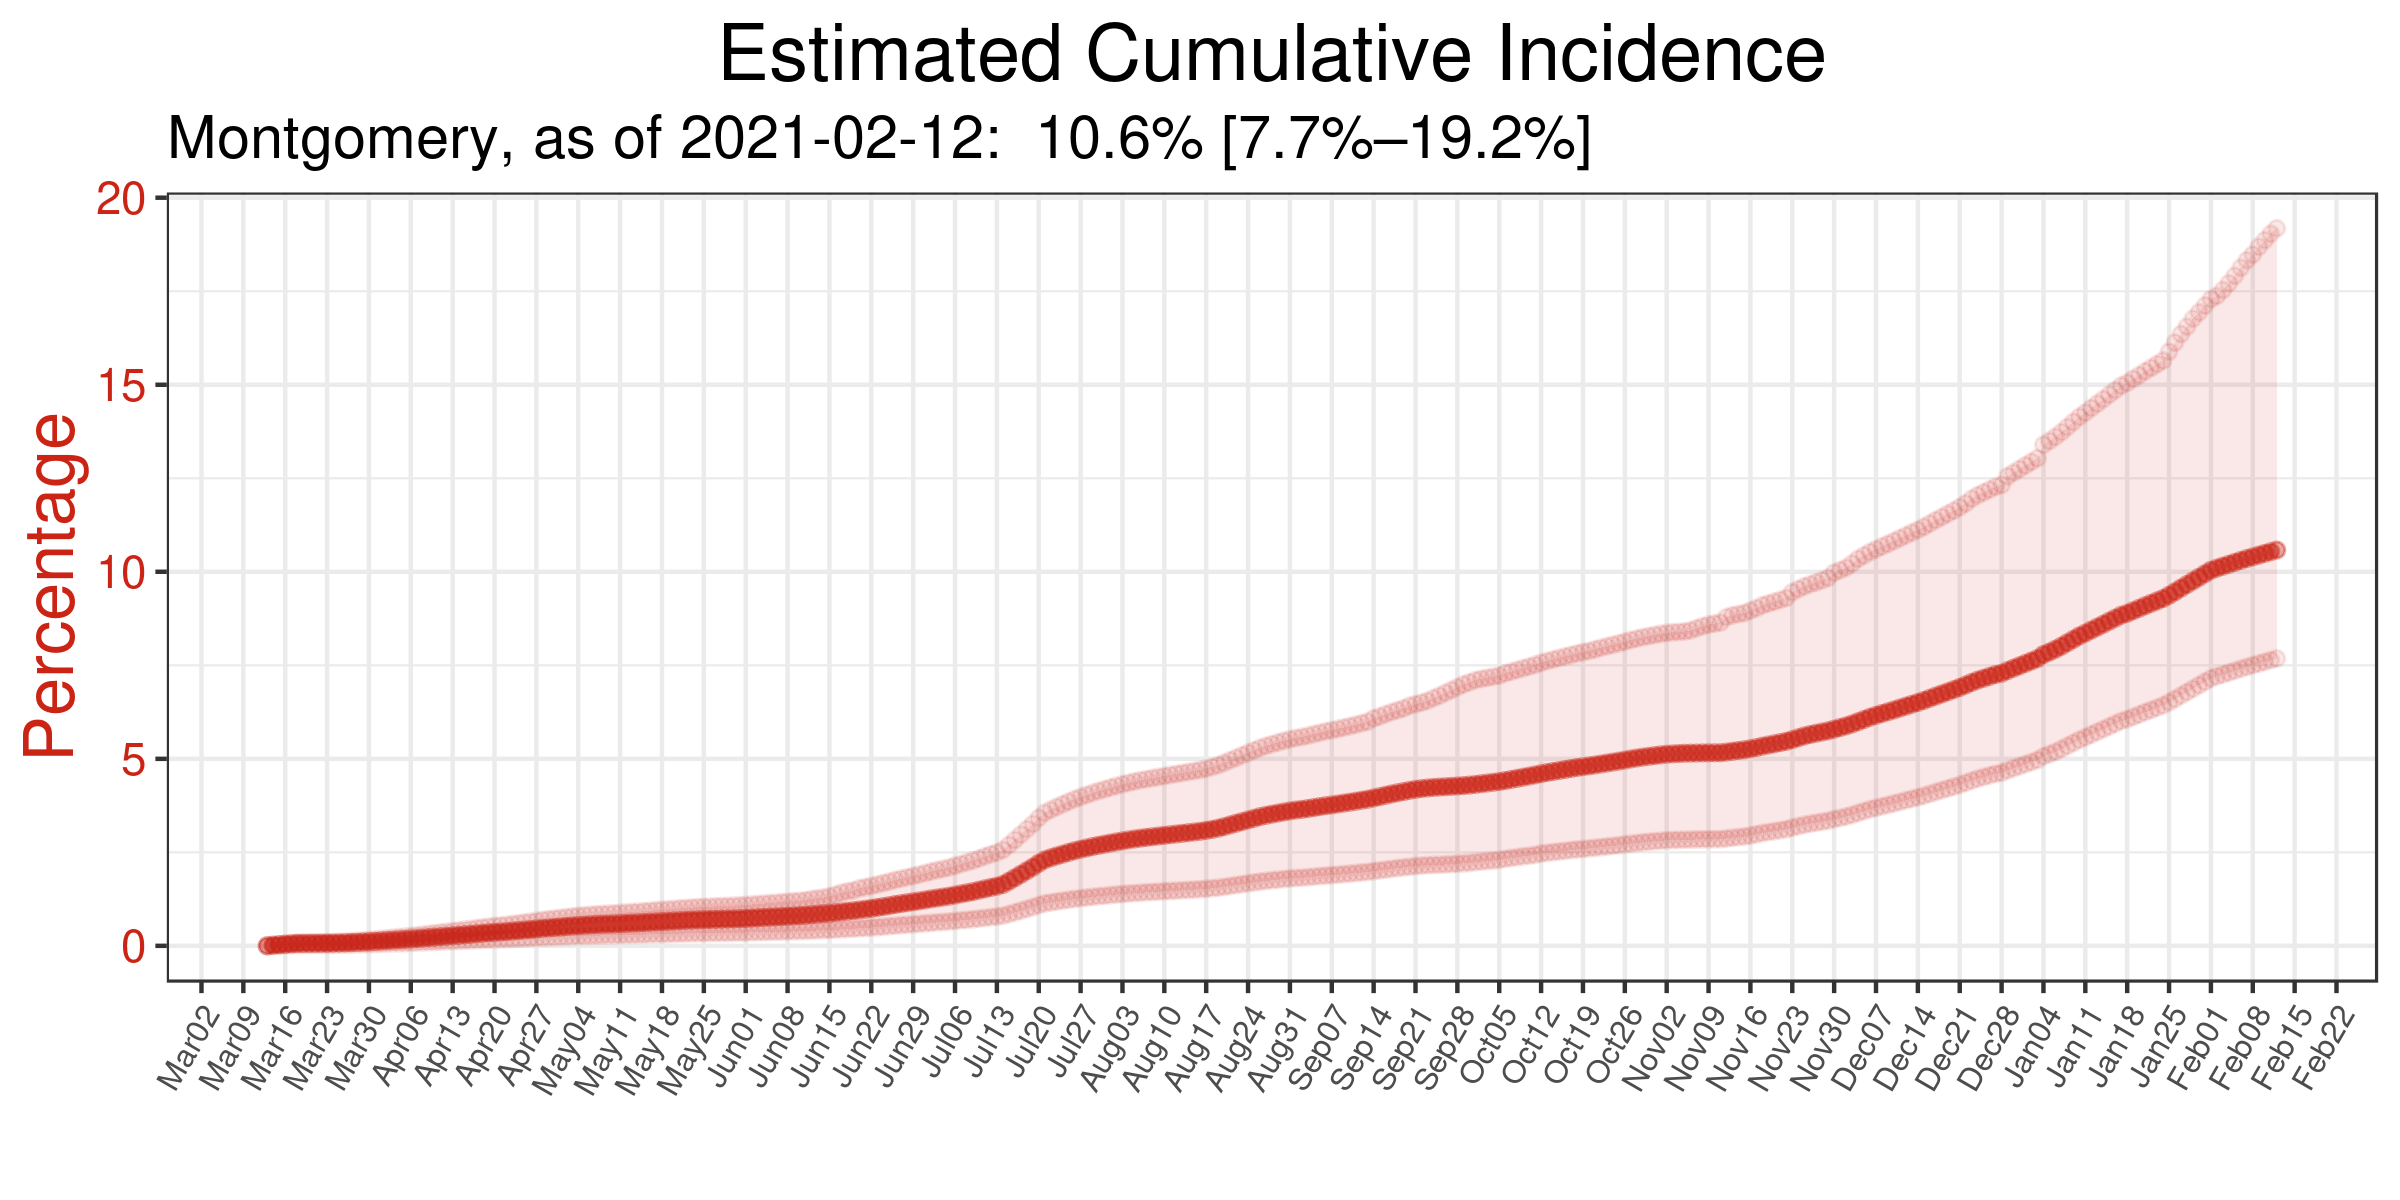 Estimated Cumulative Incidence
Montgomery, as of 2021-02-12:  10.6% [7.7%–19.2%]
Percentage
20
15
10
5
0
Mar02
Mar09
Mar16
Mar23
Mar30
Apr06
Apr13
Apr20
Apr27
May04
May11
May18
May25
Jun01
Jun08
Jun15
Jun22
Jun29
Jul06
Jul13
Jul20
Jul27
Aug03
Aug10
Aug17
Aug24
Aug31
Sep07
Sep14
Sep21
Sep28
Oct05
Oct12
Oct19
Oct26
Nov02
Nov09
Nov16
Nov23
Nov30
Dec07
Dec14
Dec21
Dec28
Jan04
Jan11
Jan18
Jan25
Feb01
Feb08
Feb15
Feb22